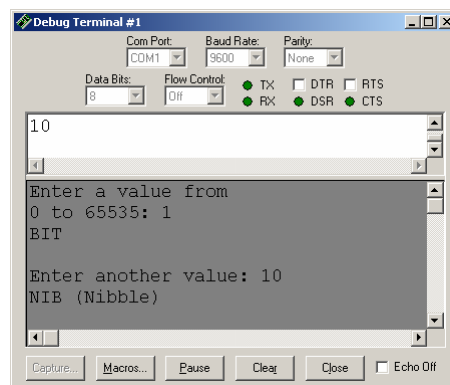 Debug Terminal #1
Com Port: Baud Rate: Parity:
COM1 9600 None
Data Bits: Flow Control: TX DTR RTS
8 Off RX DSR CTS
10
Enter a value from
0 to 65535: 1
BIT
Enter another value: 10
NIB (Nibble)
Capture... Macros... Pause Clear Close Echo Off